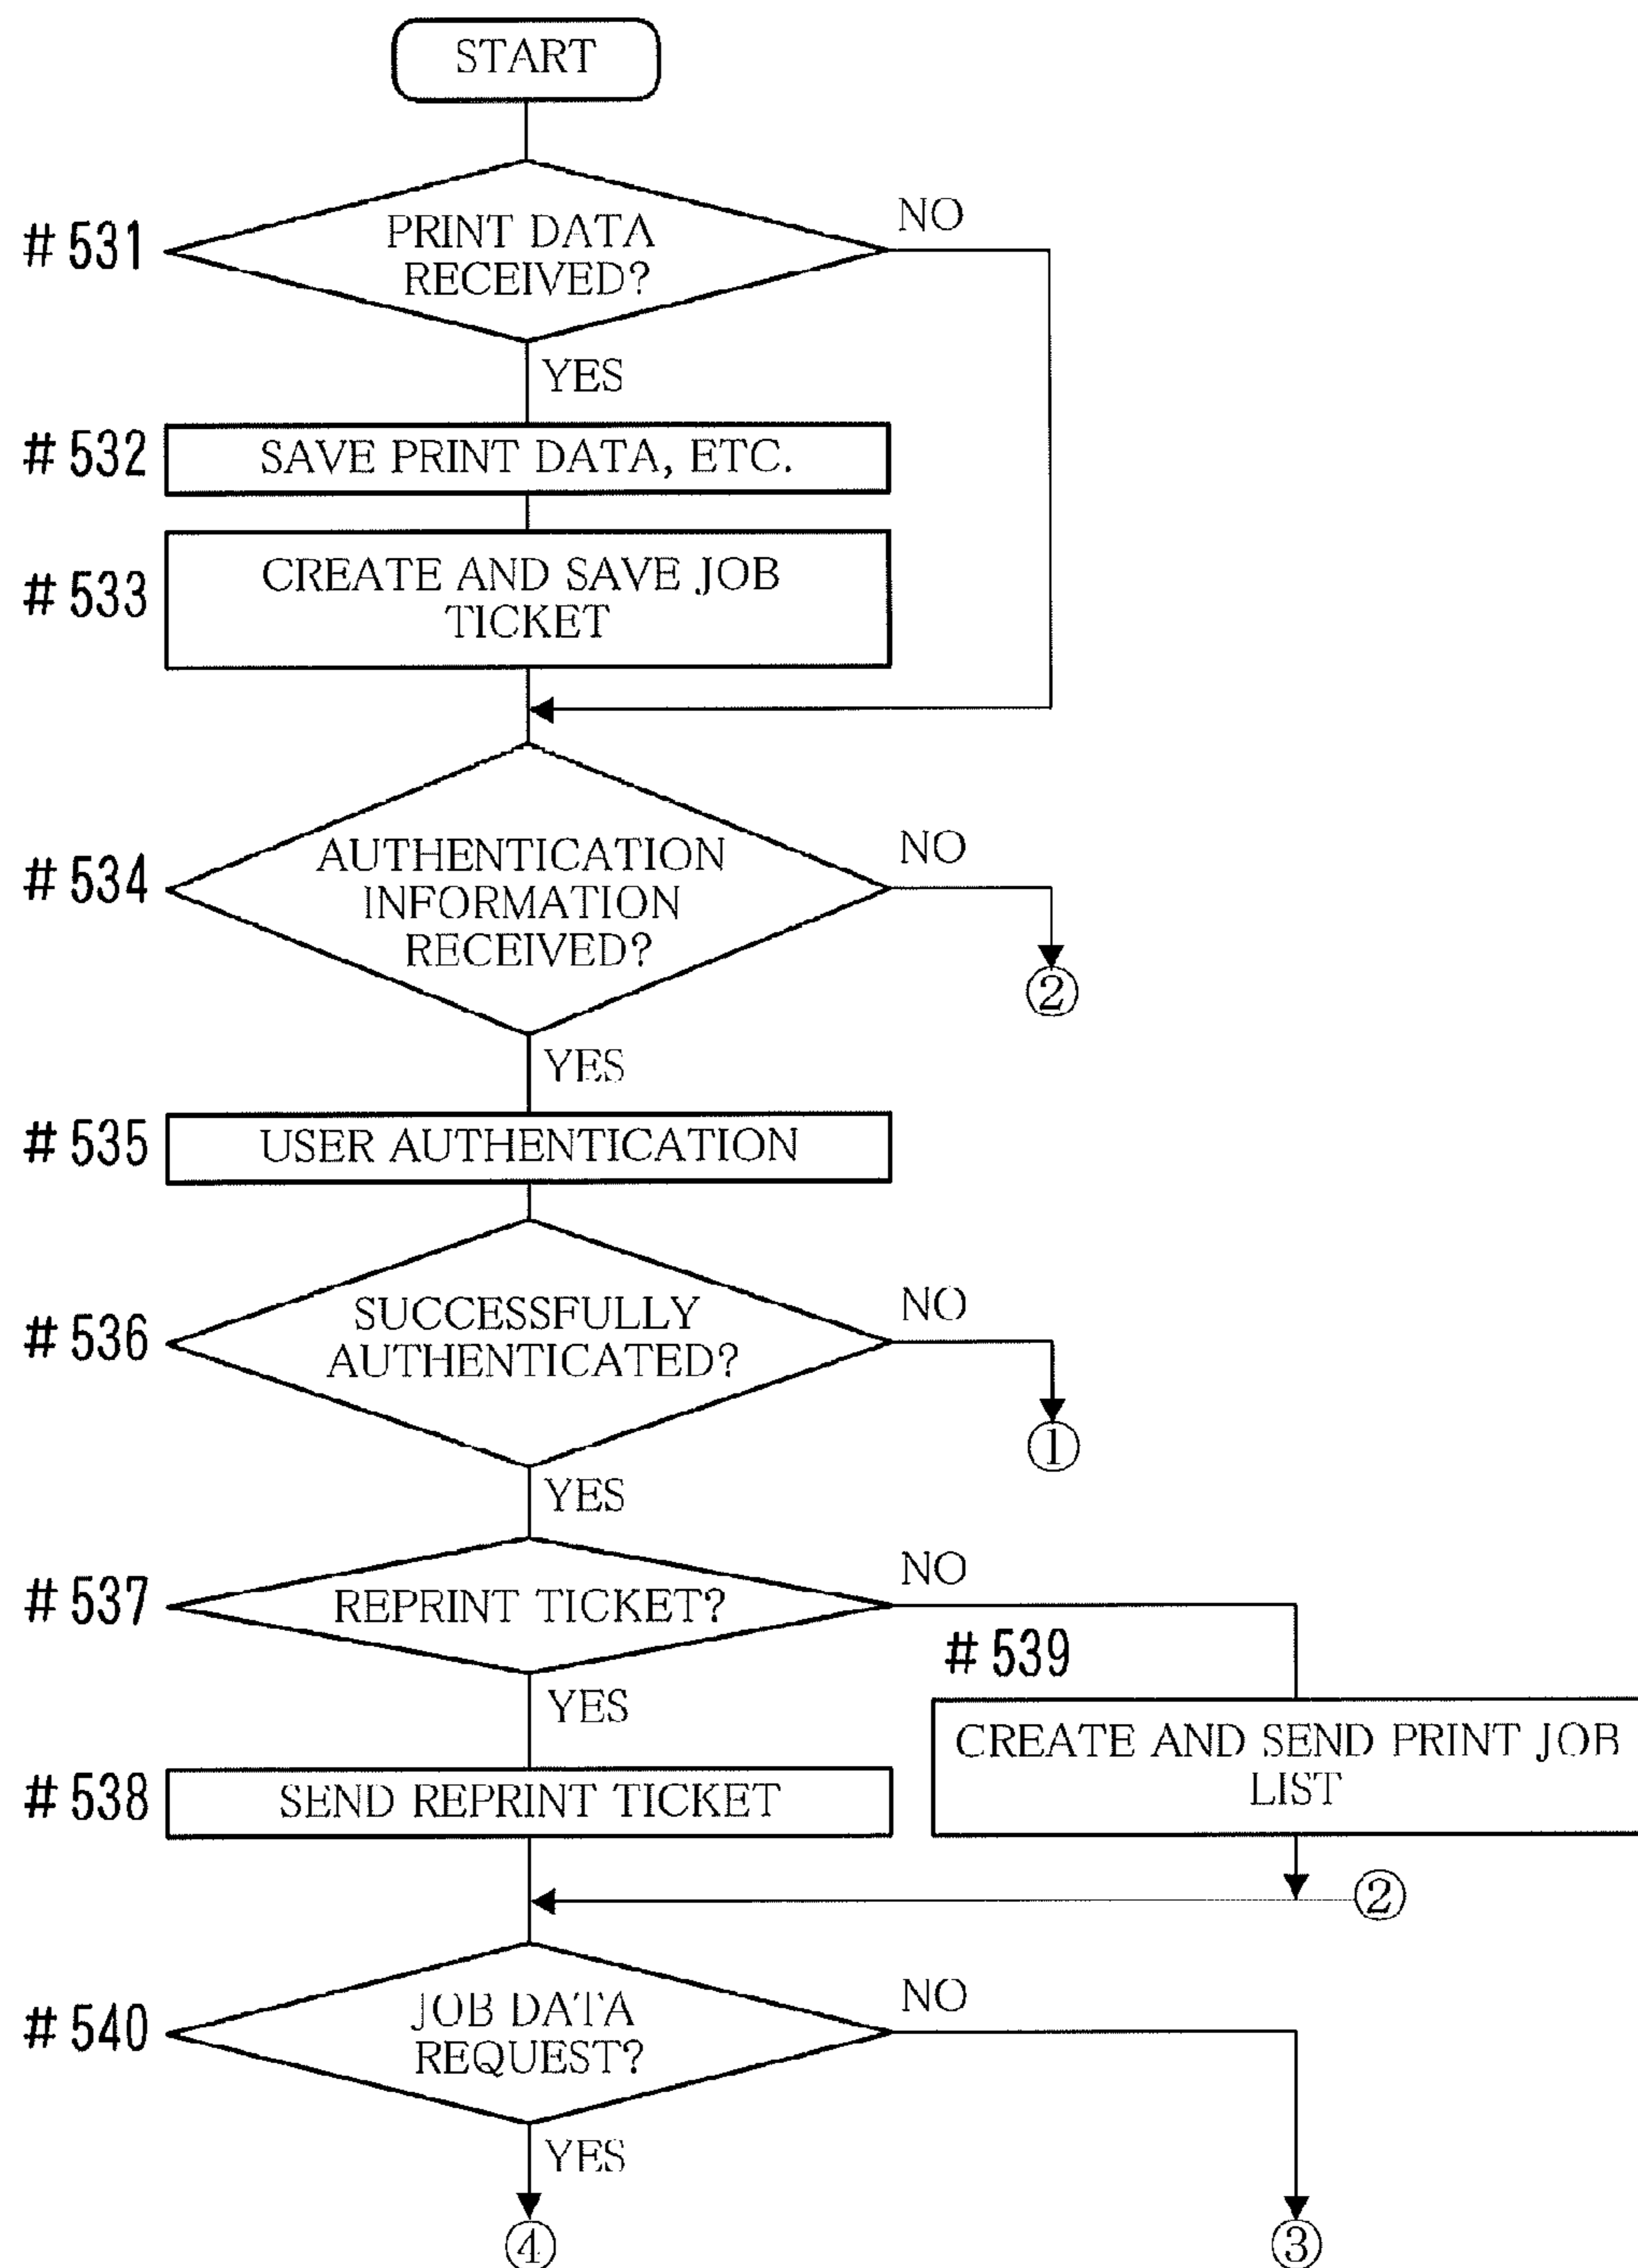 START
# 531
PRINT DATA
RECEIVED?
NO
YES
# 532
SAVE PRINT DATA, ETC.
# 533
CREATE AND SAVE JOB
TICKET
# 534
AUTHENTICATION
INFORMATION
RECEIVED?
NO
②
YES
# 535
USER AUTHENTICATION
# 536
SUCCESSFULLY
AUTHENTICATED?
NO
①
YES
# 537
REPRINT TICKET?
NO
# 539
CREATE AND SEND PRINT JOB
LIST
YES
# 538
SEND REPRINT TICKET
②
# 540
JOB DATA
REQUEST?
NO
YES
④
③